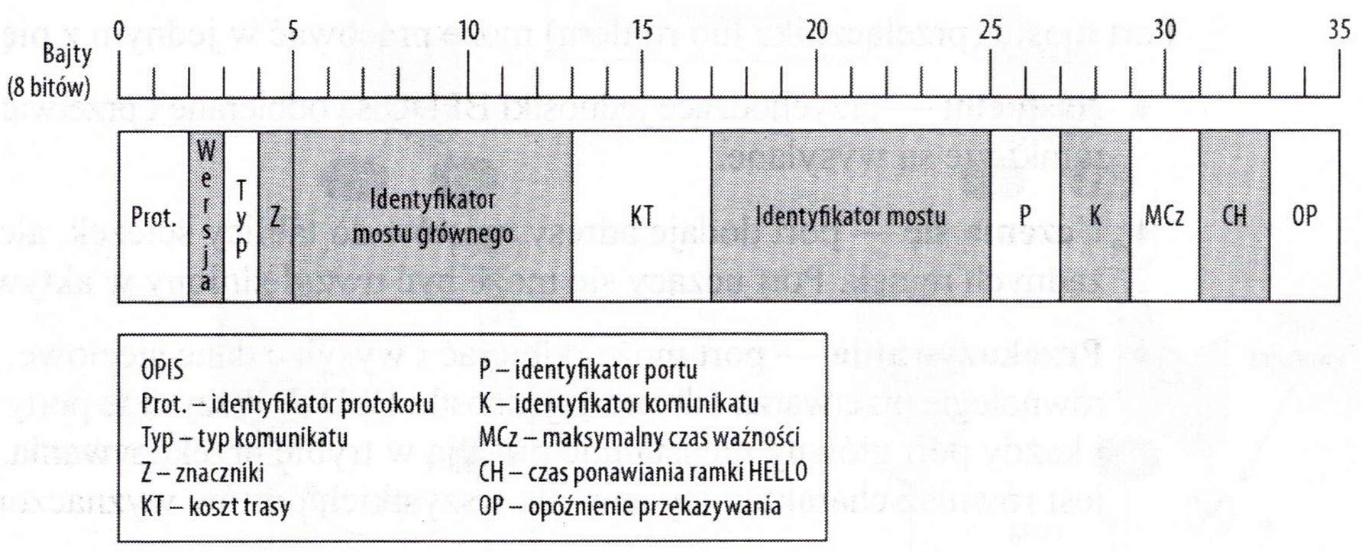 0 5 10 15 20 25 30 35
Bajty
(8 bitów)
Prot.
Wersja
Typ
Z
Identyfikator
mostu głównego
KT
Identyfikator mostu
P
K
MCz
CH
OP
OPIS
Prot. – identyfikator protokołu
Typ – typ komunikatu
Z – znaczniki
KT – koszt trasy
P – identyfikator portu
K – identyfikator komunikatu
MCz – maksymalny czas ważności
CH – czas ponawiania ramki HELLO
OP – opóźnienie przekazywania